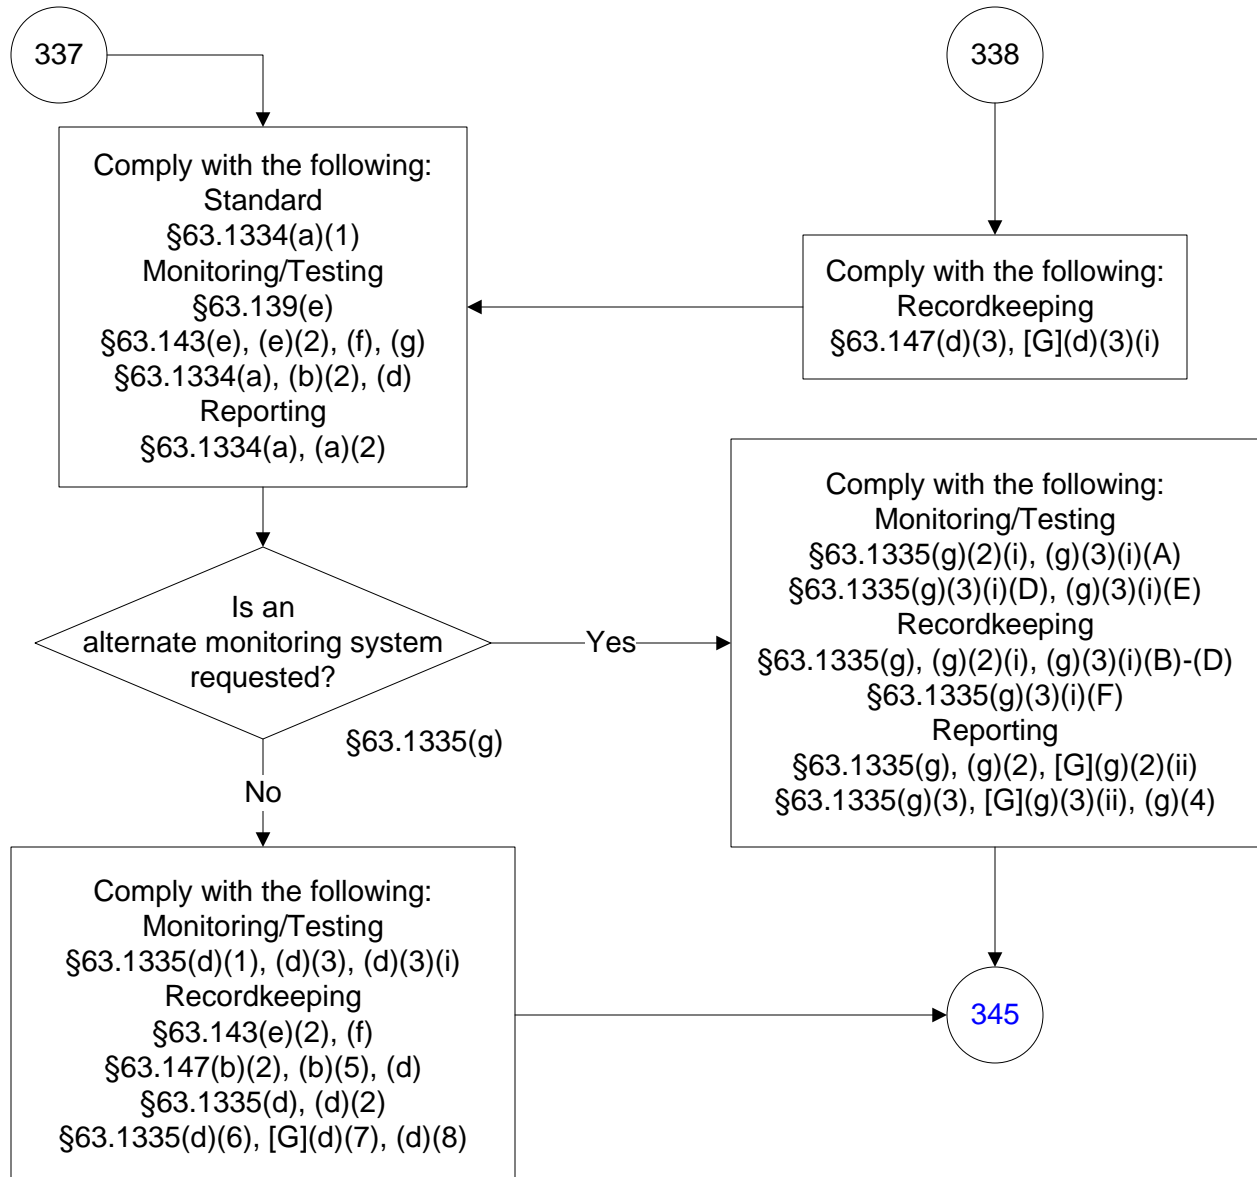 337
338
Comply with the following:
Standard
§63.1334(a)(1)
Monitoring/Testing
§63.139(e)
§63.143(e), (e)(2), (f), (g)
§63.1334(a), (b)(2), (d)
Reporting
§63.1334(a), (a)(2)
Comply with the following:
Recordkeeping
§63.147(d)(3), [G](d)(3)(i)
Is an
alternate monitoring system
requested?
§63.1335(g)
Yes
No
Comply with the following:
Monitoring/Testing
§63.1335(g)(2)(i), (g)(3)(i)(A)
§63.1335(g)(3)(i)(D), (g)(3)(i)(E)
Recordkeeping
§63.1335(g), (g)(2)(i), (g)(3)(i)(B)-(D)
§63.1335(g)(3)(i)(F)
Reporting
§63.1335(g), (g)(2), [G](g)(2)(ii)
§63.1335(g)(3), [G](g)(3)(ii), (g)(4)
Comply with the following:
Monitoring/Testing
§63.1335(d)(1), (d)(3), (d)(3)(i)
Recordkeeping
§63.143(e)(2), (f)
§63.147(b)(2), (b)(5), (d)
§63.1335(d), (d)(2)
§63.1335(d)(6), [G](d)(7), (d)(8)
345